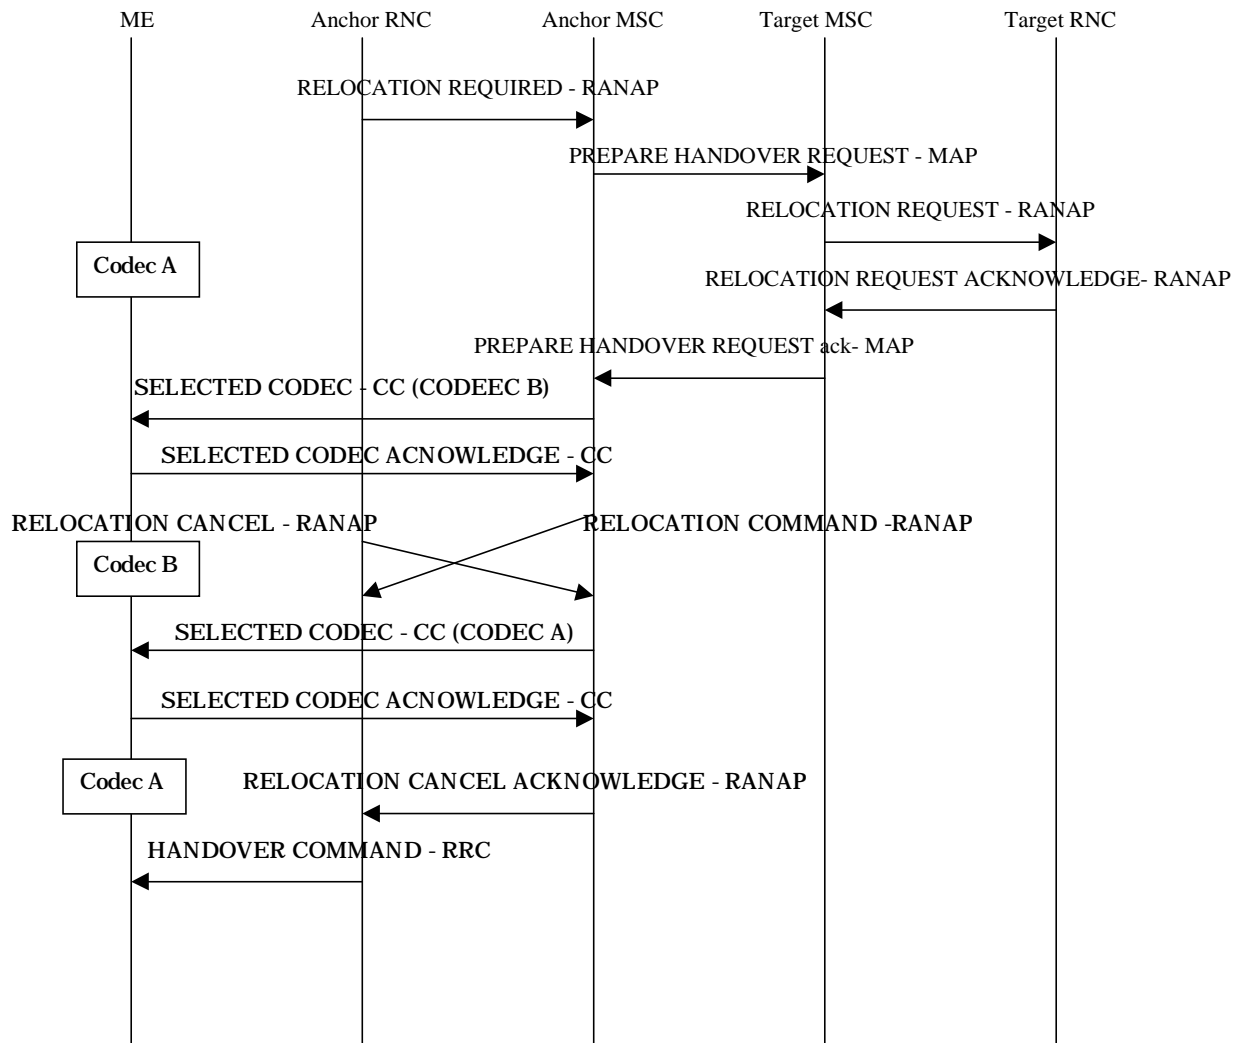 ME Anchor RNC Anchor MSC Target MSC Target RNC
RELOCATION REQUIRED - RANAP
PREPARE HANDOVER REQUEST - MAP
RELOCATION REQUEST - RANAP
Codec A
RELOCATION REQUEST ACKNOWLEDGE- RANAP
PREPARE HANDOVER REQUEST ack- MAP
SELECTED CODEC - CC (CODEEC B)
SELECTED CODEC ACNOWLEDGE - CC
RELOCATION CANCEL - RANAP RELOCATION COMMAND -RANAP
Codec B
SELECTED CODEC - CC (CODEC A)
SELECTED CODEC ACNOWLEDGE - CC
Codec A RELOCATION CANCEL ACKNOWLEDGE - RANAP
HANDOVER COMMAND - RRC